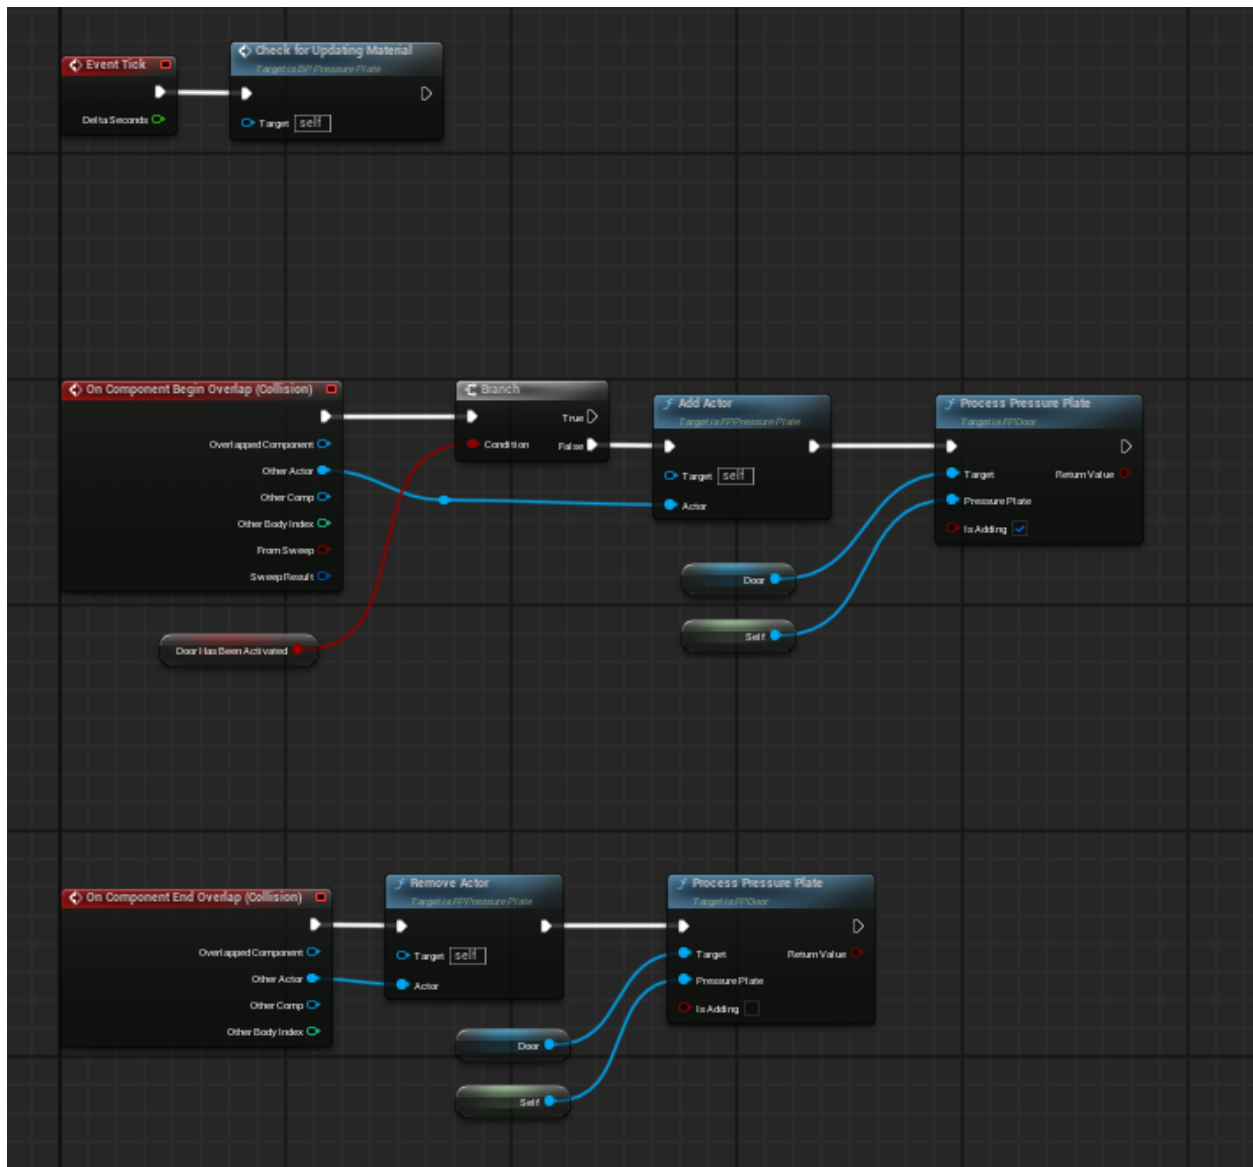 Event Tick
Delta Seconds
Check for Updating Material
Target is BP Pressure Plate
Target self
On Component Begin Overlap (Collision)
Overlapped Component
Other Actor
Other Comp
Other Body Index
From Sweep
Sweep Result
Door Has Been Activated
Branch
True
Condition
False
Add Actor
Target is FPPressure Plate
Target self
Actor
Door
Self
Process Pressure Plate
Target is FPDoor
Target Return Value
Pressure Plate
Is Adding
On Component End Overlap (Collision)
Overlapped Component
Other Actor
Other Comp
Other Body Index
Remove Actor
Target is FPPressure Plate
Target self
Actor
Door
Self
Process Pressure Plate
Target is FPDoor
Target Return Value
Pressure Plate
Is Adding